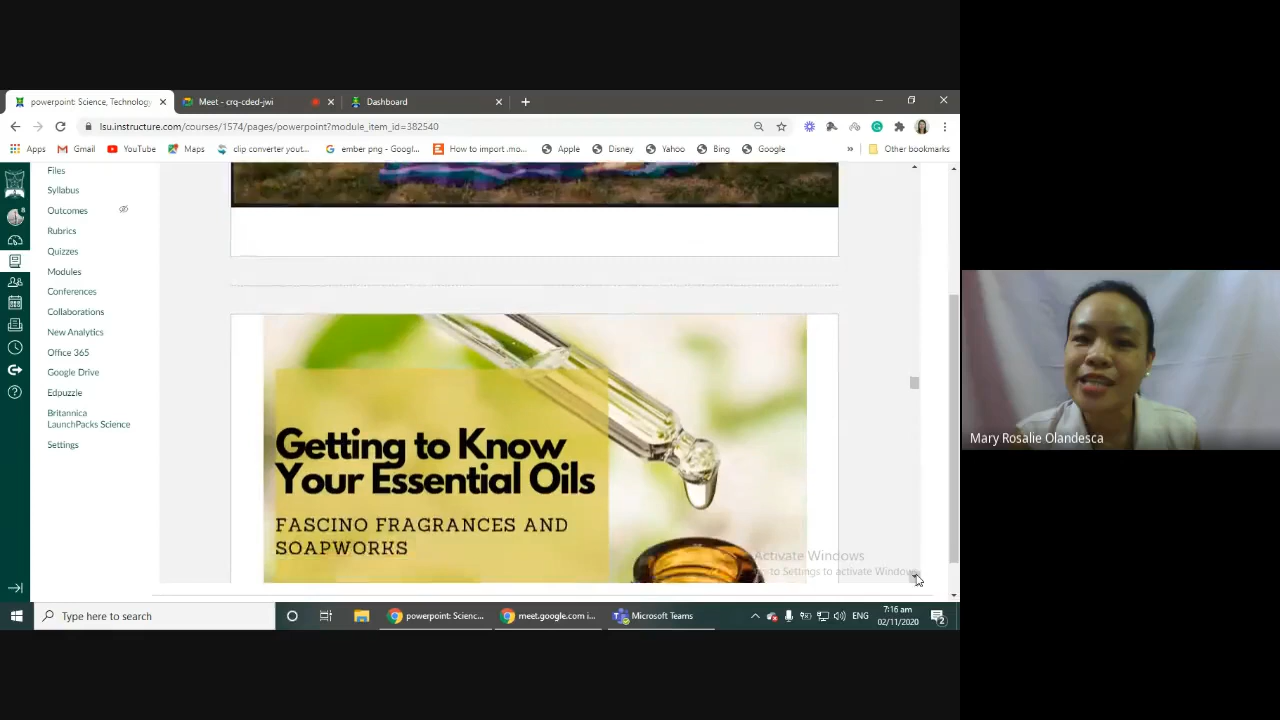 powerpoint: Science, Technology
Meet - crq-cded-jwi
Dashboard
lsu.instructure.com/courses/1574/pages/powerpoint?module_item_id=382540
Apps
Gmail
YouTube
Maps
clip converter yout...
ember png - Googl...
How to import .mo...
Apple
Disney
Yahoo
Bing
Google
»
Other bookmarks
Files
Syllabus
Outcomes
Rubrics
Quizzes
Modules
Conferences
Collaborations
New Analytics
Office 365
Google Drive
Edpuzzle
Britannica
LaunchPacks Science
Settings
Getting to Know
Your Essential Oils
FASCINO FRAGRANCES AND
SOAPWORKS
Activate Windows
to Settings to activate Windows
Mary Rosalie Olandesca
Type here to search
powerpoint: Scienc...
meet.google.com i...
Microsoft Teams
ENG
7:16 am
02/11/2020
2